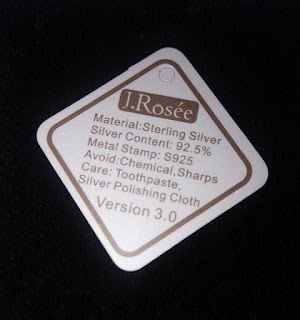 J.Rosée
Material:Sterling Silver
Silver Content: 92.5%
Metal Stamp: S925
Avoid:Chemical,Sharps
Care: Toothpaste,
Silver Polishing Cloth
Version 3.0